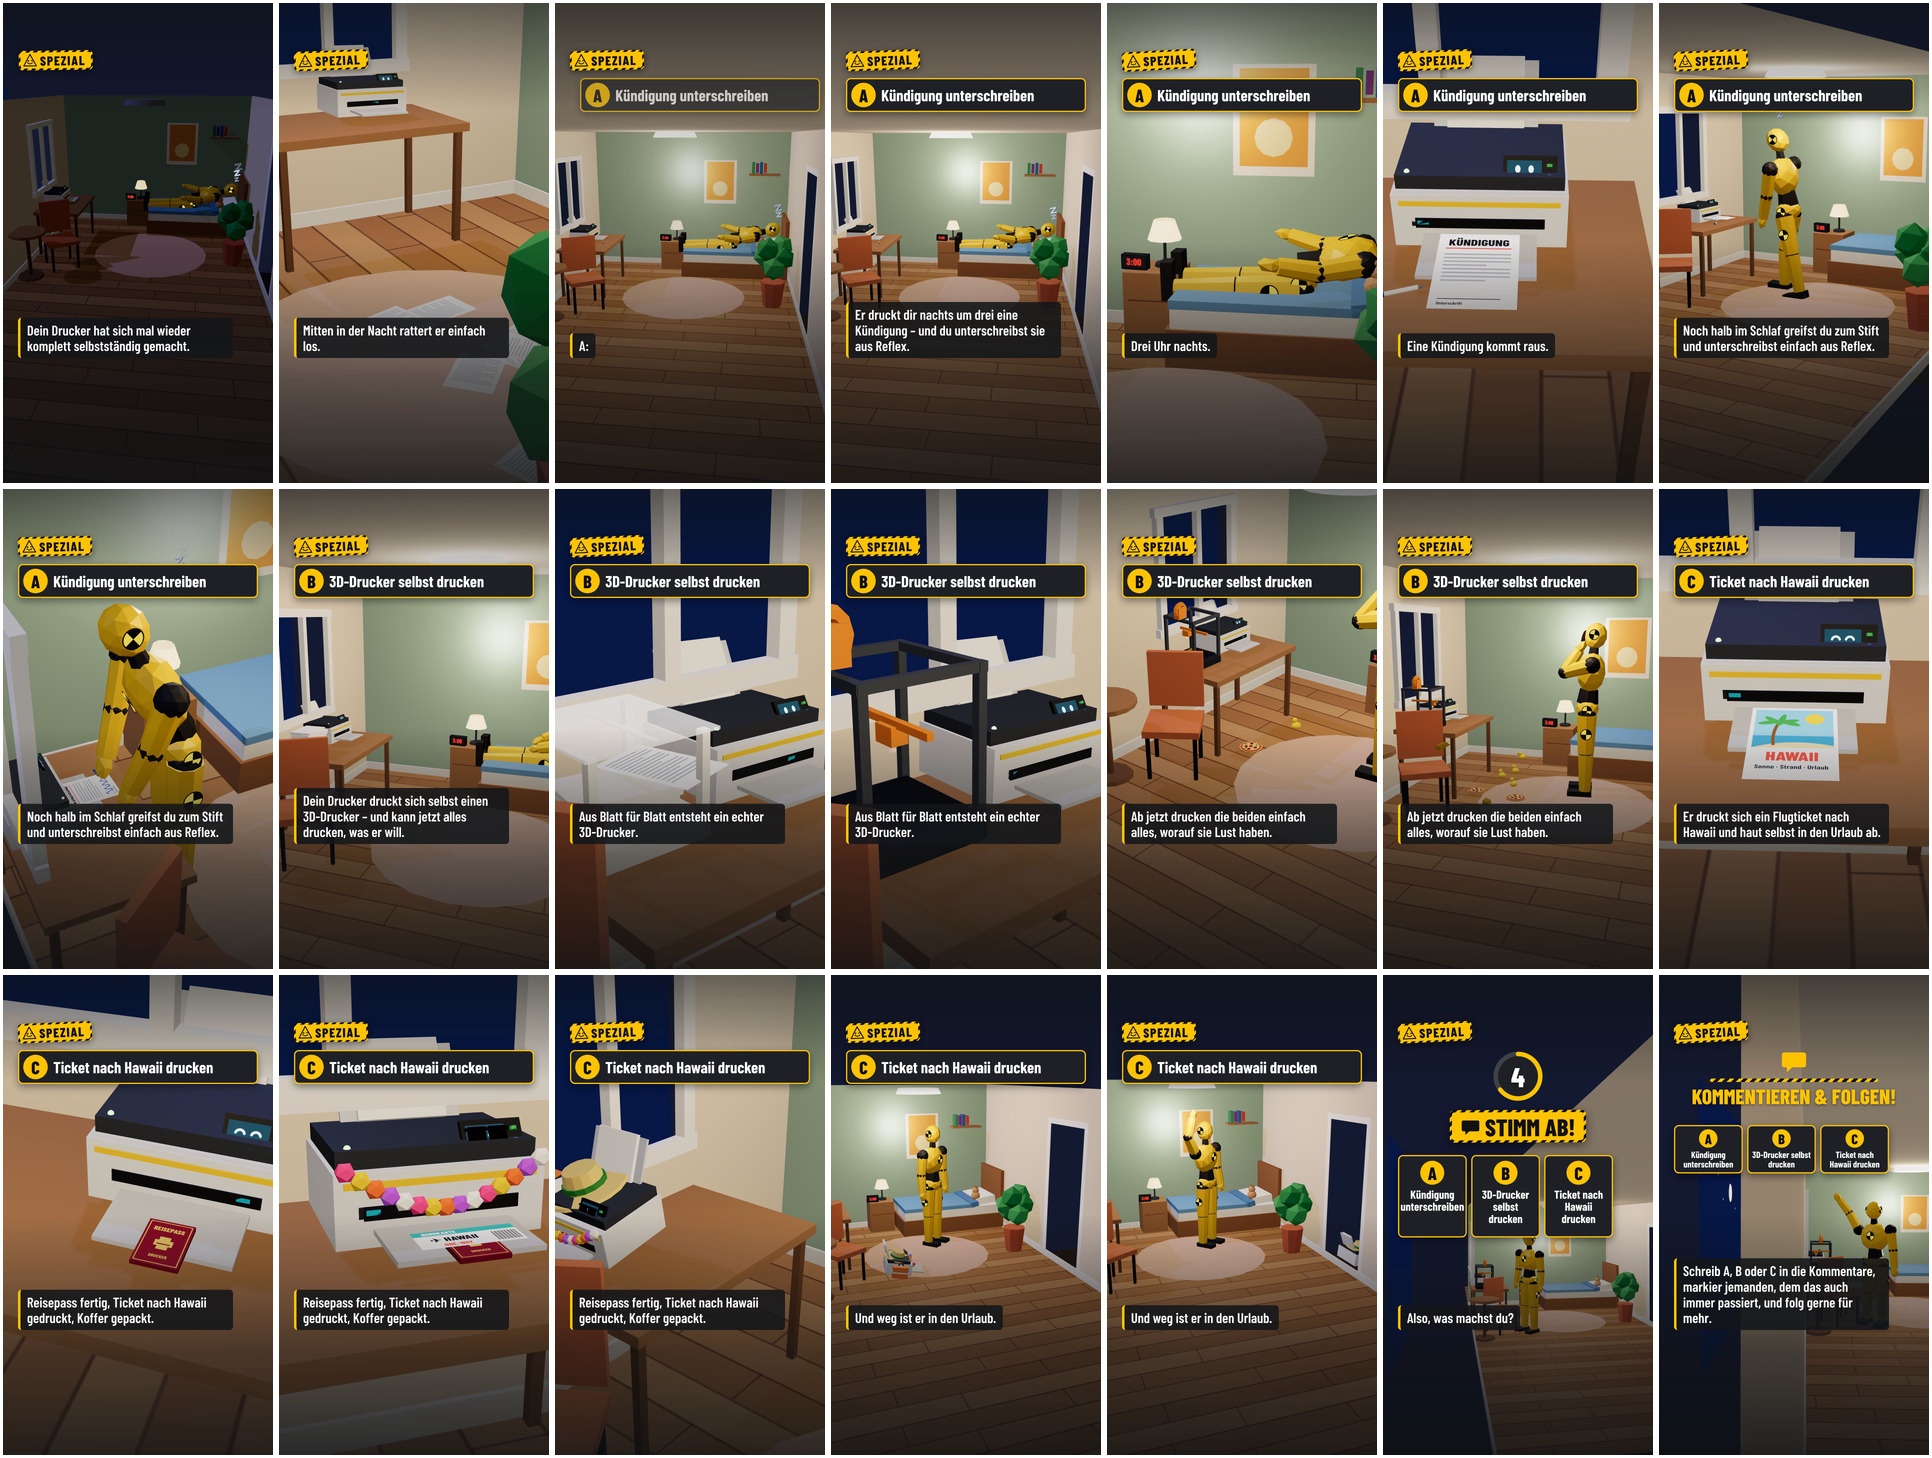 SPEZIAL
Dein Drucker hat sich mal wieder
komplett selbstständig gemacht.
SPEZIAL
Mitten in der Nacht rattert er einfach
los.
SPEZIAL
A Kündigung unterschreiben
A:
SPEZIAL
A Kündigung unterschreiben
Er druckt dir nachts um drei eine
Kündigung – und du unterschreibst sie
aus Reflex.
SPEZIAL
A Kündigung unterschreiben
3:00
Drei Uhr nachts.
SPEZIAL
A Kündigung unterschreiben
KÜNDIGUNG
Unterschrift
Eine Kündigung kommt raus.
SPEZIAL
A Kündigung unterschreiben
Noch halb im Schlaf greifst du zum Stift
und unterschreibst einfach aus Reflex.
SPEZIAL
A Kündigung unterschreiben
Noch halb im Schlaf greifst du zum Stift
und unterschreibst einfach aus Reflex.
SPEZIAL
B 3D-Drucker selbst drucken
3:00
Dein Drucker druckt sich selbst einen
3D-Drucker – und kann jetzt alles
drucken, was er will.
SPEZIAL
B 3D-Drucker selbst drucken
Aus Blatt für Blatt entsteht ein echter
3D-Drucker.
SPEZIAL
B 3D-Drucker selbst drucken
Aus Blatt für Blatt entsteht ein echter
3D-Drucker.
SPEZIAL
B 3D-Drucker selbst drucken
Ab jetzt drucken die beiden einfach
alles, worauf sie Lust haben.
SPEZIAL
B 3D-Drucker selbst drucken
Ab jetzt drucken die beiden einfach
alles, worauf sie Lust haben.
SPEZIAL
C Ticket nach Hawaii drucken
HAWAII
Sonne · Strand · Urlaub
Er druckt sich ein Flugticket nach
Hawaii und haut selbst in den Urlaub ab.
SPEZIAL
C Ticket nach Hawaii drucken
REISEPASS
DRUCKER
Reisepass fertig, Ticket nach Hawaii
gedruckt, Koffer gepackt.
SPEZIAL
C Ticket nach Hawaii drucken
HAWAII
DRUCKER
Reisepass fertig, Ticket nach Hawaii
gedruckt, Koffer gepackt.
SPEZIAL
C Ticket nach Hawaii drucken
Reisepass fertig, Ticket nach Hawaii
gedruckt, Koffer gepackt.
SPEZIAL
C Ticket nach Hawaii drucken
Und weg ist er in den Urlaub.
SPEZIAL
C Ticket nach Hawaii drucken
Und weg ist er in den Urlaub.
SPEZIAL
4
STIMM AB!
A
Kündigung
unterschreiben
B
3D-Drucker
selbst
drucken
C
Ticket nach
Hawaii
drucken
Also, was machst du?
SPEZIAL
KOMMENTIEREN & FOLGEN!
A
Kündigung
unterschreiben
B
3D-Drucker selbst
drucken
C
Ticket nach
Hawaii drucken
Schreib A, B oder C in die Kommentare,
markier jemanden, dem das auch
immer passiert, und folg gerne für
mehr.